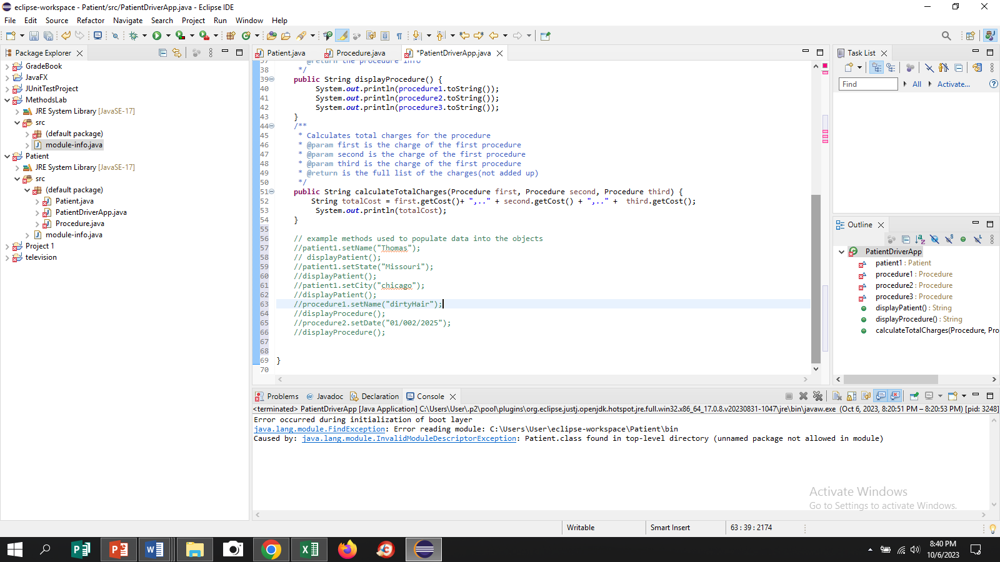 eclipse-workspace - Patient/src/PatientDriverApp.java - Eclipse IDE
File Edit Source Refactor Navigate Search Project Run Window Help
Package Explorer
GradeBook
JavaFX
JUnitTestProject
MethodsLab
JRE System Library [JavaSE-17]
src
(default package)
module-info.java
Patient
JRE System Library [JavaSE-17]
src
(default package)
Patient.java
PatientDriverApp.java
Procedure.java
module-info.java
Project 1
television
Patient.java Procedure.java *PatientDriverApp.java
37 * @return the procedure info
38 */
39 public String displayProcedure() {
40 System.out.println(procedure1.toString());
41 System.out.println(procedure2.toString());
42 System.out.println(procedure3.toString());
43 }
44 /**
45 * Calculates total charges for the procedure
46 * @param first is the charge of the first procedure
47 * @param second is the charge of the first procedure
48 * @param third is the charge of the first procedure
49 * @return is the full list of the charges(not added up)
50 */
51 public String calculateTotalCharges(Procedure first, Procedure second, Procedure third) {
52 String totalCost = first.getCost()+ ",.." + second.getCost() + ",.." + third.getCost();
53 System.out.println(totalCost);
54 }
55
56 // example methods used to populate data into the objects
57 //patient1.setName("Thomas");
58 // displayPatient();
59 //patient1.setState("Missouri");
60 //displayPatient();
61 //patient1.setCity("chicago");
62 //displayPatient();
63 //procedure1.setName("dirtyHair");
64 //displayProcedure();
65 //procedure2.setDate("01/002/2025");
66 //displayProcedure();
67
68
69 }
70
Task List
Find All Activate...
Outline
PatientDriverApp
patient1 : Patient
procedure1 : Procedure
procedure2 : Procedure
procedure3 : Procedure
displayPatient() : String
displayProcedure() : String
calculateTotalCharges(Procedure, Pro
Problems @ Javadoc Declaration Console
<terminated> PatientDriverApp [Java Application] C:\Users\User\.p2\pool\plugins\org.eclipse.justj.openjdk.hotspot.jre.full.win32.x86_64_17.0.8.v20230831-1047\jre\bin\javaw.exe (Oct 6, 2023, 8:20:51 PM – 8:20:53 PM) [pid: 3248]
Error occurred during initialization of boot layer
java.lang.module.FindException: Error reading module: C:\Users\User\eclipse-workspace\Patient\bin
Caused by: java.lang.module.InvalidModuleDescriptorException: Patient.class found in top-level directory (unnamed package not allowed in module)
Activate Windows
Go to Settings to activate Windows.
Writable Smart Insert 63 : 39 : 2174
8:40 PM
10/6/2023